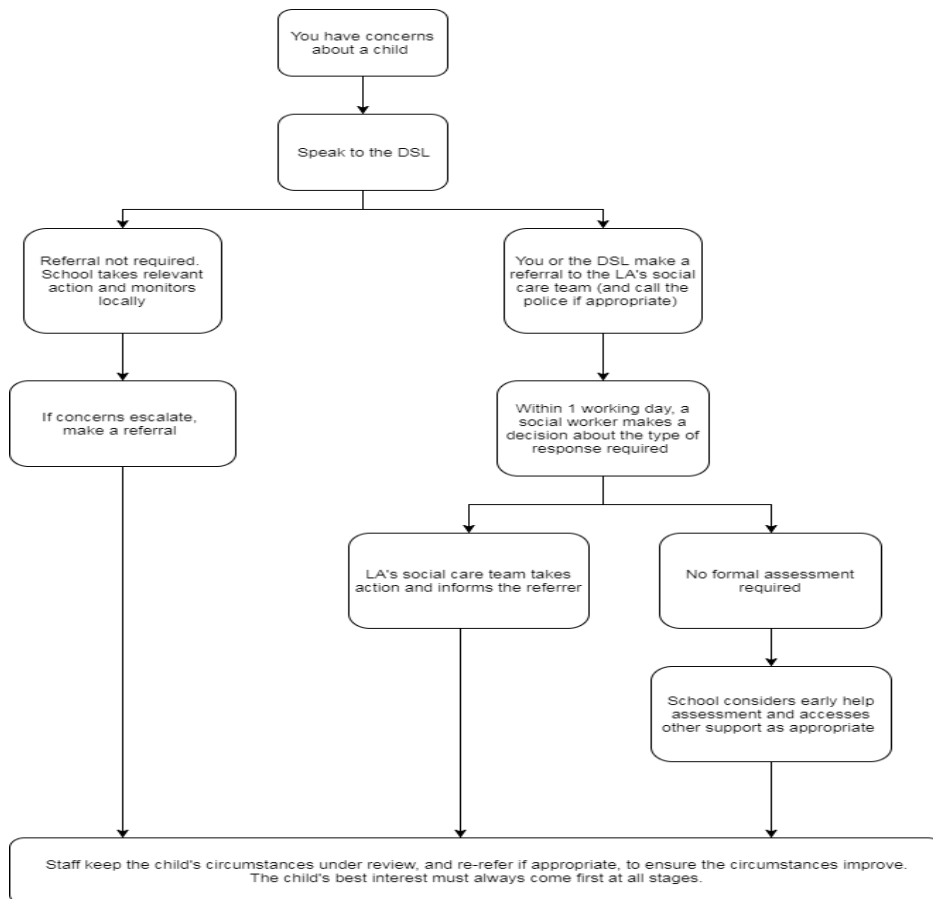 You have concerns
about a child
Speak to the DSL
Referral not required.
School takes relevant
action and monitors
locally
You or the DSL make a
referral to the LA's social
care team (and call the
police if appropriate)
If concerns escalate,
make a referral
Within 1 working day, a
social worker makes a
decision about the type of
response required
LA's social care team takes
action and informs the referrer
No formal assessment
required
School considers early help
assessment and accesses
other support as appropriate
Staff keep the child's circumstances under review, and re-refer if appropriate, to ensure the circumstances improve.
The child's best interest must always come first at all stages.